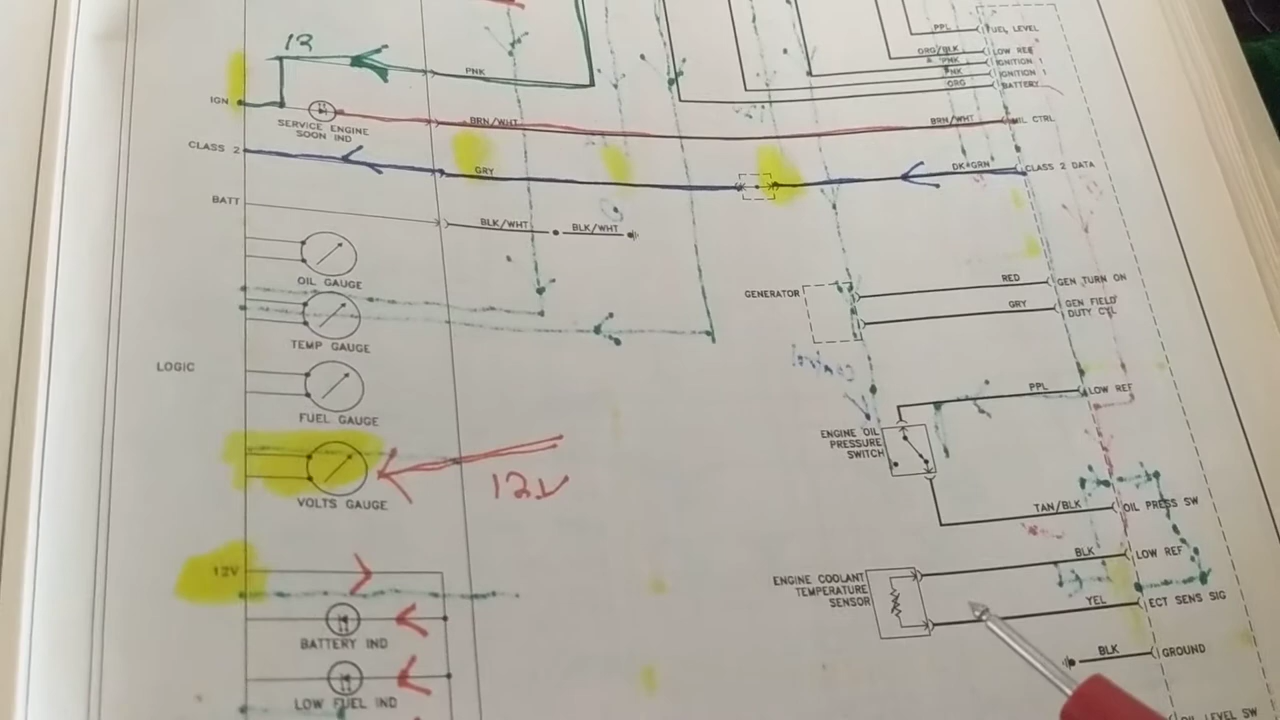 PPL
FUEL LEVEL
12
ORG/BLK
LOW REF
PNK
PNK
IGNITION 1
PNK
IGNITION 1
ORG
BATTERY
IGN
SERVICE ENGINE
SOON IND
BRN/WHT
BRN/WHT
MIL CTRL
CLASS 2
GRY
DK GRN
CLASS 2 DATA
BATT
BLK/WHT
BLK/WHT
OIL GAUGE
GENERATOR
RED
GEN TURN ON
GRY
GEN FIELD
DUTY CYL
TEMP GAUGE
LOGIC
FUEL GAUGE
PPL
LOW REF
ENGINE OIL
PRESSURE
SWITCH
VOLTS GAUGE
12V
TAN/BLK
OIL PRESS SW
12V
BLK
LOW REF
ENGINE COOLANT
TEMPERATURE
SENSOR
YEL
ECT SENS SIG
BATTERY IND
BLK
GROUND
LOW FUEL IND
OIL LEVEL SW